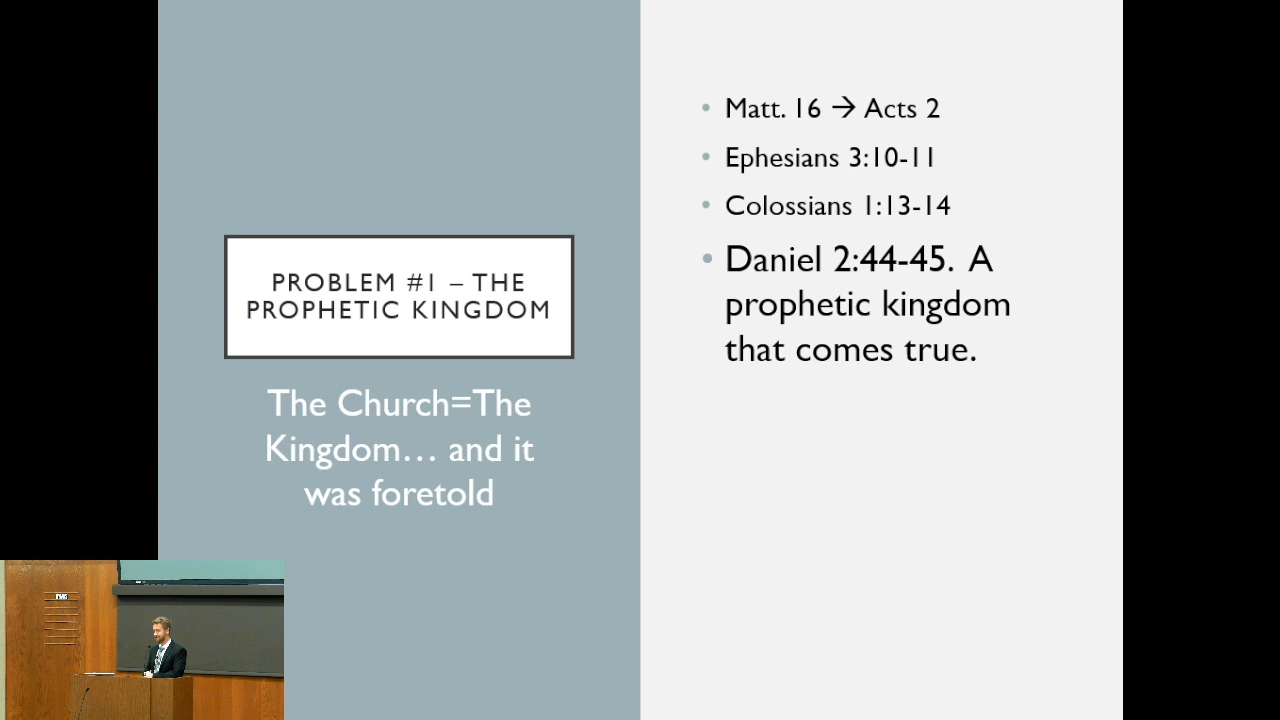 PROBLEM #1 – THE
PROPHETIC KINGDOM
The Church=The
Kingdom... and it
was foretold
• Matt. 16 → Acts 2
• Ephesians 3:10-11
• Colossians 1:13-14
• Daniel 2:44-45. A
prophetic kingdom
that comes true.